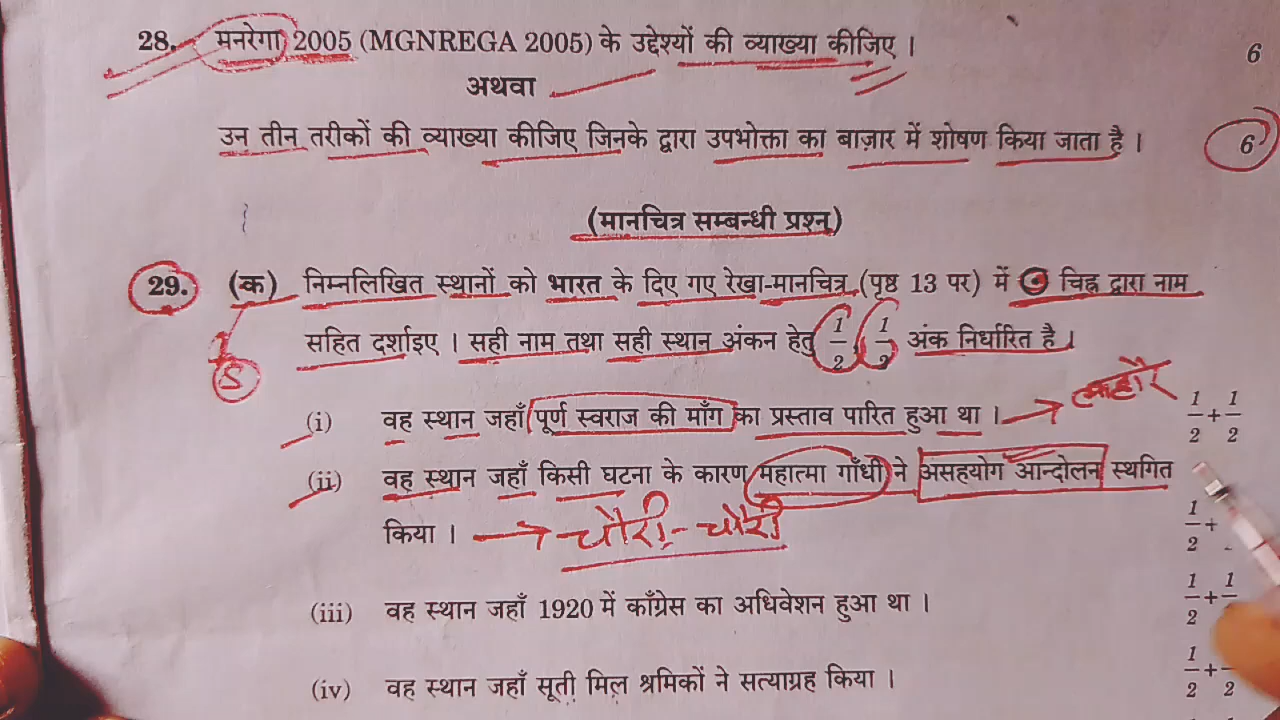 28. मनरेगा 2005 (MGNREGA 2005) के उद्देश्यों की व्याख्या कीजिए । 6
अथवा
उन तीन तरीकों की व्याख्या कीजिए जिनके द्वारा उपभोक्ता का बाज़ार में शोषण किया जाता है । 6
(मानचित्र सम्बन्धी प्रश्न)
29. (क) निम्नलिखित स्थानों को भारत के दिए गए रेखा-मानचित्र (पृष्ठ 13 पर) में चिह्न द्वारा नाम
सहित दर्शाइए । सही नाम तथा सही स्थान अंकन हेतु 1/2, 1/2 अंक निर्धारित है ।
5
(i) वह स्थान जहाँ पूर्ण स्वराज की माँग का प्रस्ताव पारित हुआ था । → लाहौर 1/2+1/2
(ii) वह स्थान जहाँ किसी घटना के कारण महात्मा गाँधी ने असहयोग आन्दोलन स्थगित
किया । → चौरी-चौरी 1/2+
(iii) वह स्थान जहाँ 1920 में काँग्रेस का अधिवेशन हुआ था । 1/2+1/2
(iv) वह स्थान जहाँ सूती मिल श्रमिकों ने सत्याग्रह किया । 1/2+ /2